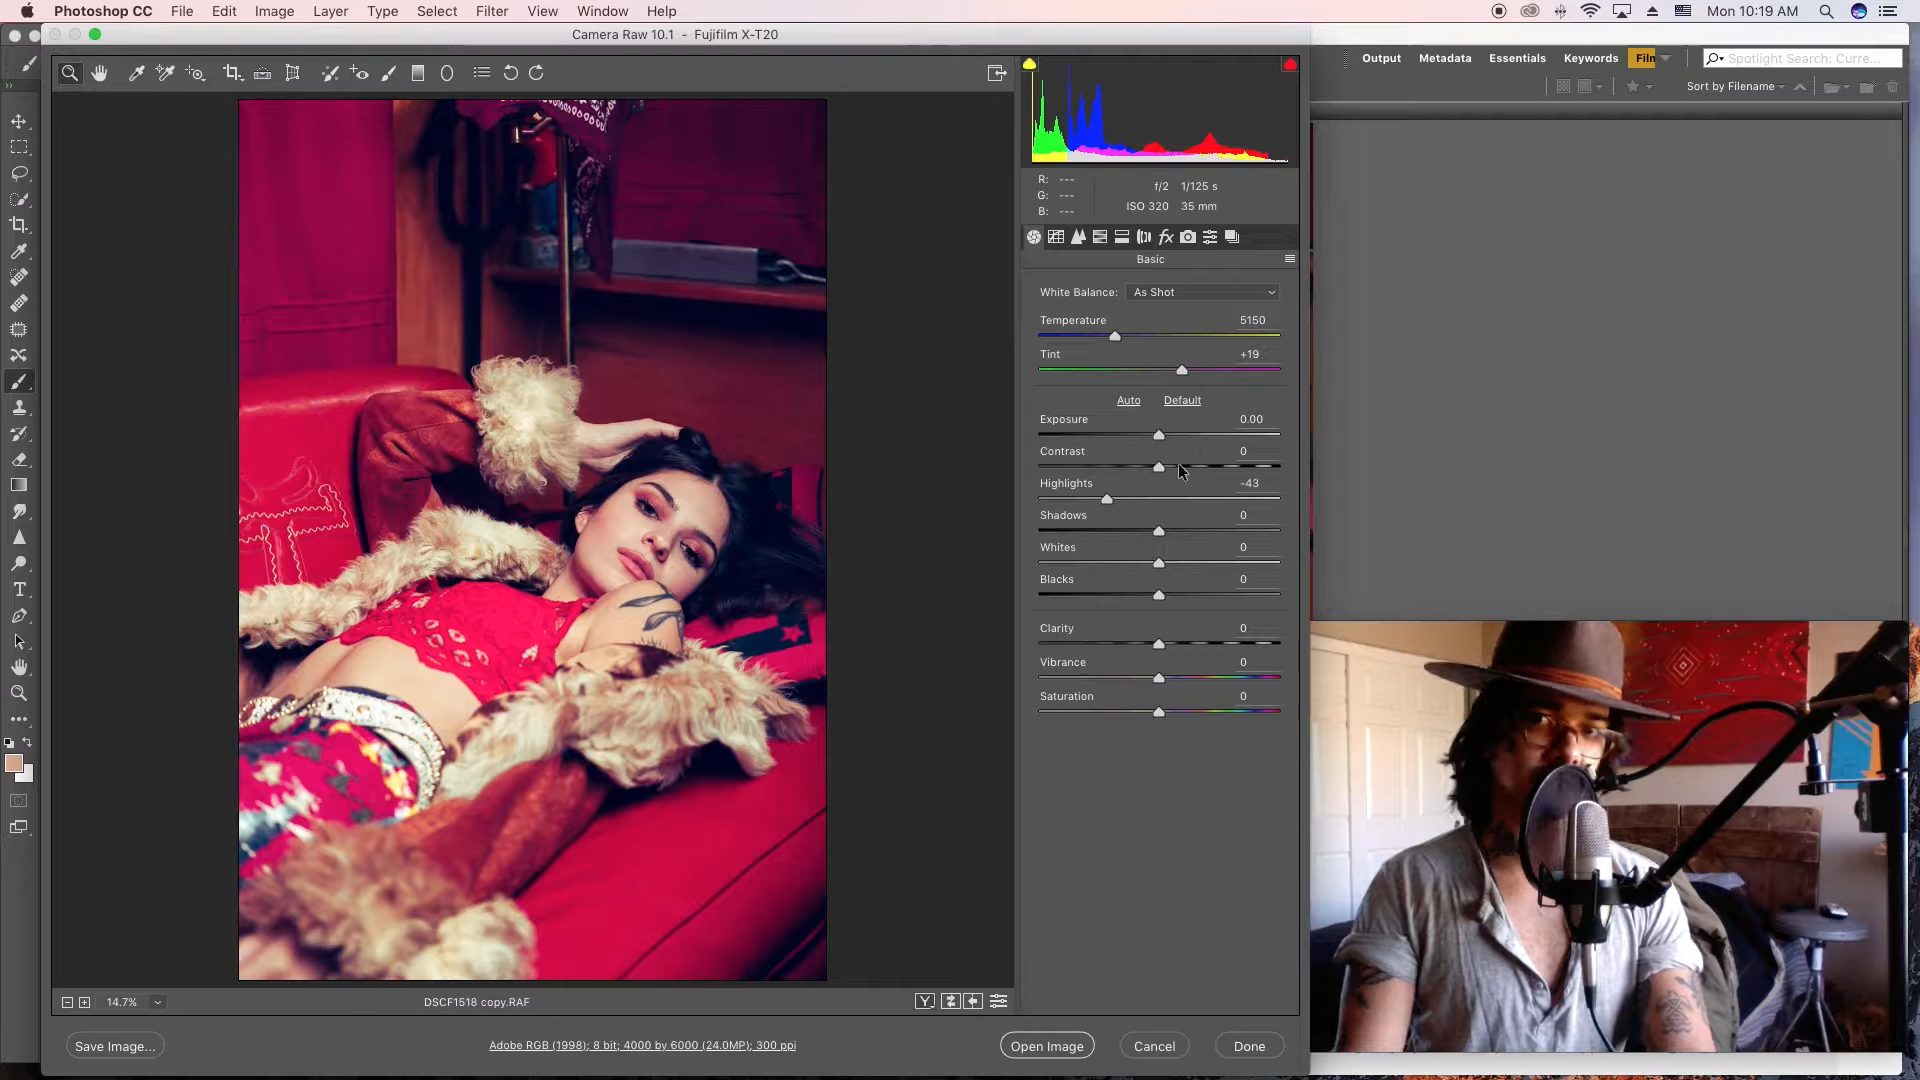 Photoshop CC File Edit Image Layer Type Select Filter View Window Help Mon 10:19 AM
Camera Raw 10.1 - Fujifilm X-T20
Output Metadata Essentials Keywords Film Spotlight Search: Curre...
Sort by Filename
R: ---
G: --- f/2 1/125 s
B: --- ISO 320 35 mm
fx
Basic
White Balance: As Shot
Temperature 5150
Tint +19
Auto Default
Exposure 0.00
Contrast 0
Highlights -43
Shadows 0
Whites 0
Blacks 0
Clarity 0
Vibrance 0
Saturation 0
14.7% DSCF1518 copy.RAF Y
Save Image... Adobe RGB (1998); 8 bit; 4000 by 6000 (24.0MP); 300 ppi Open Image Cancel Done